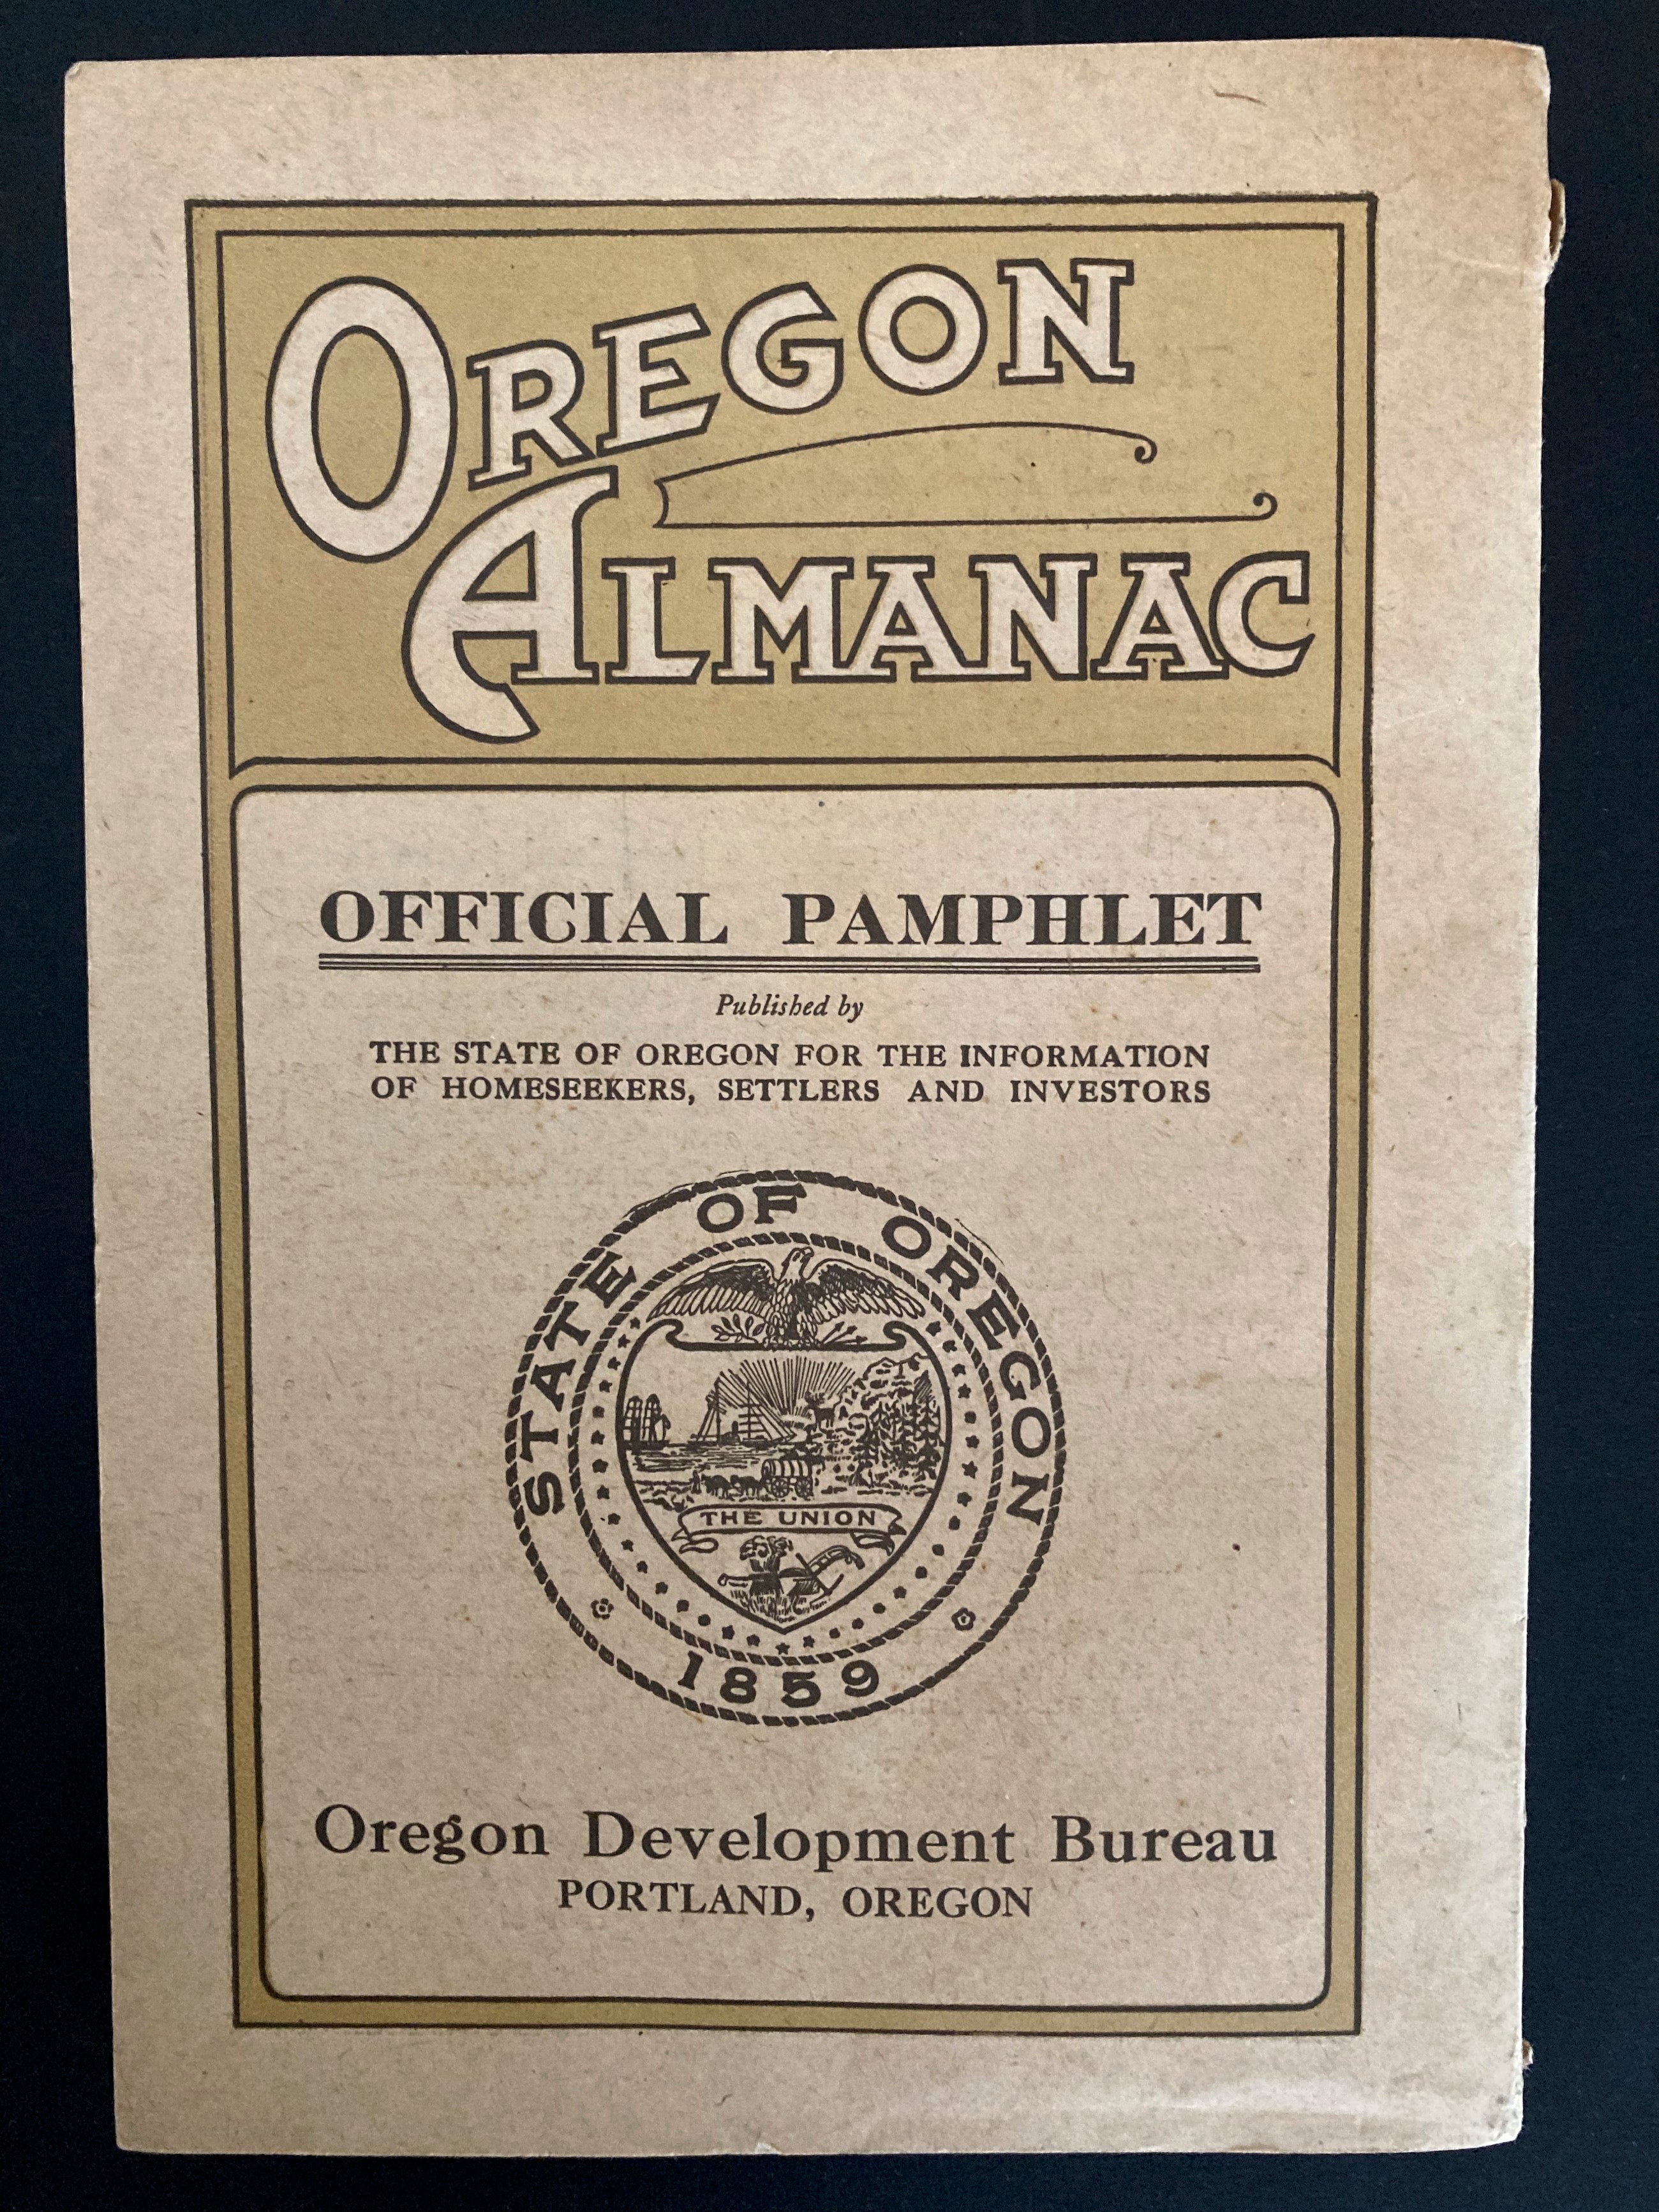 OREGON
ALMANAC
OFFICIAL PAMPHLET
Published by
THE STATE OF OREGON FOR THE INFORMATION
OF HOMESEEKERS, SETTLERS AND INVESTORS
STATE OF OREGON
THE UNION
1859
Oregon Development Bureau
PORTLAND, OREGON